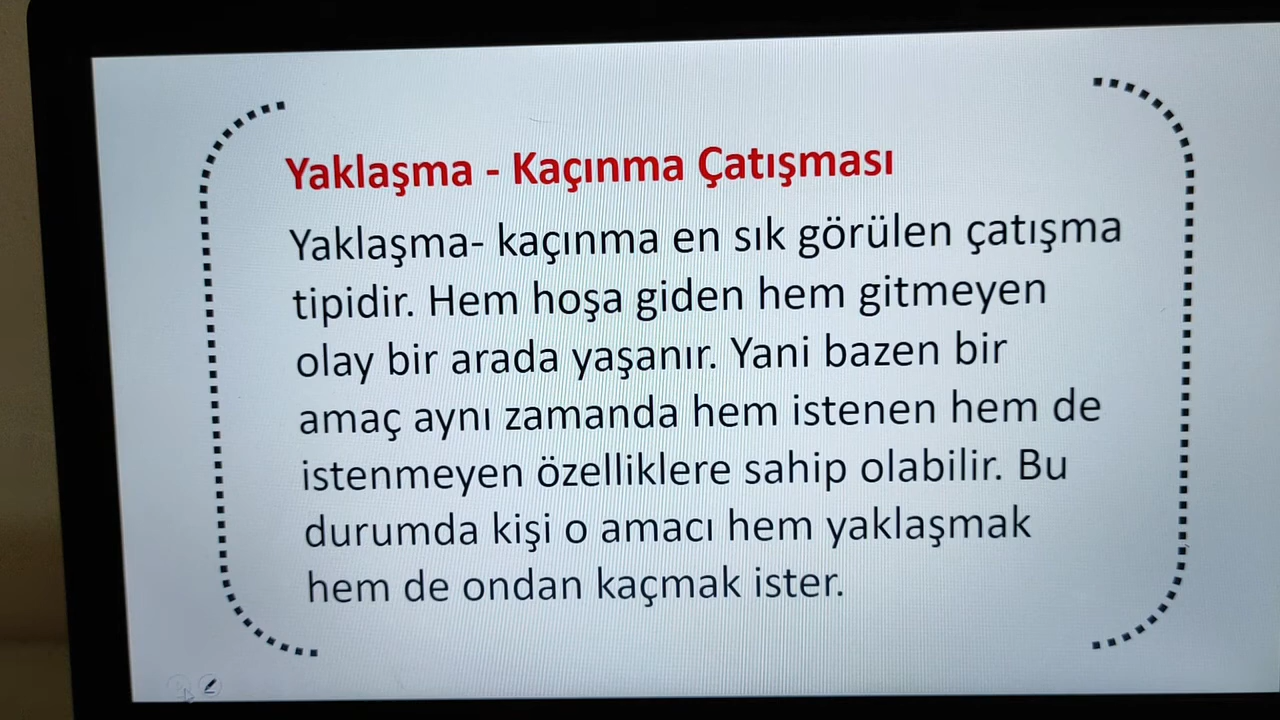 Yaklaşma - Kaçınma Çatışması
Yaklaşma- kaçınma en sık görülen çatışma
tipidir. Hem hoşa giden hem gitmeyen
olay bir arada yaşanır. Yani bazen bir
amaç aynı zamanda hem istenen hem de
istenmeyen özelliklere sahip olabilir. Bu
durumda kişi o amacı hem yaklaşmak
hem de ondan kaçmak ister.